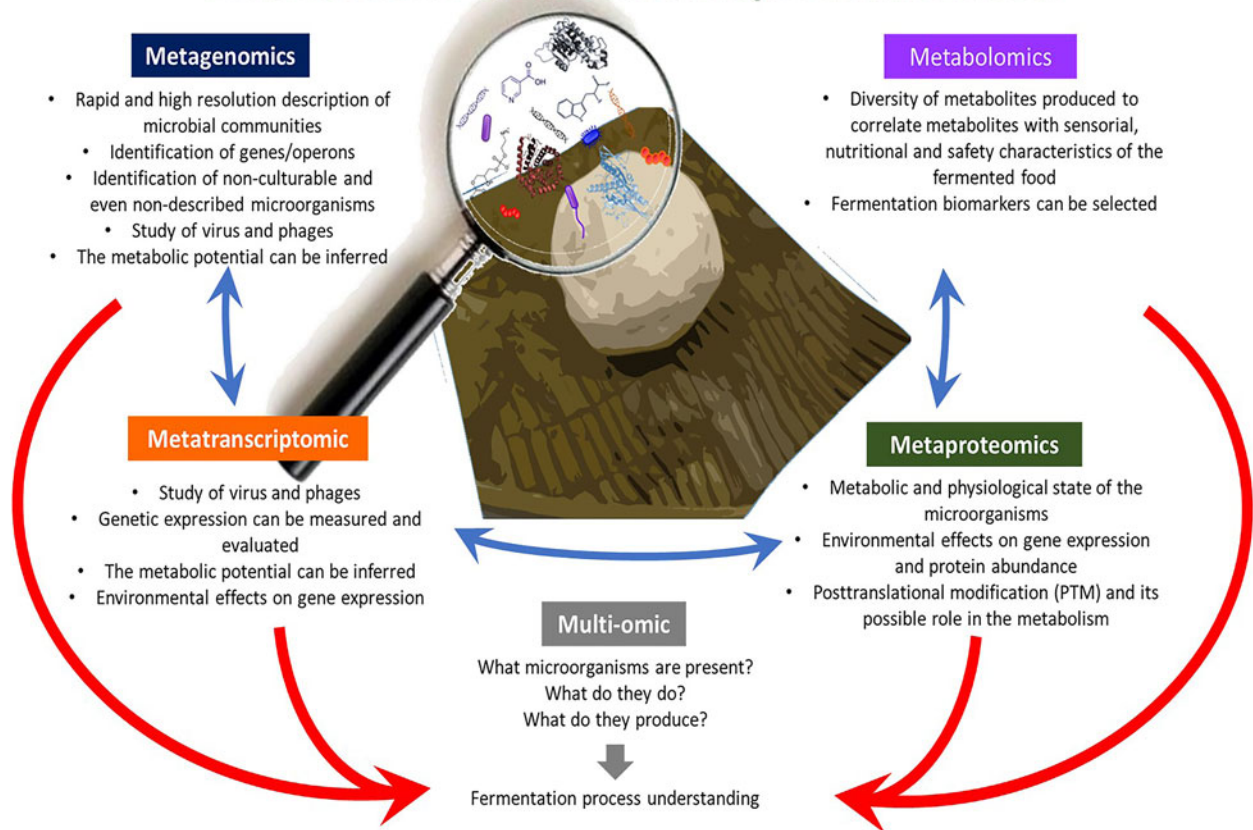 Metagenomics
• Rapid and high resolution description of
microbial communities
• Identification of genes/operons
• Identification of non-culturable and
even non-described microorganisms
• Study of virus and phages
• The metabolic potential can be inferred
OH
O
N
Metabolomics
• Diversity of metabolites produced to
correlate metabolites with sensorial,
nutritional and safety characteristics of the
fermented food
• Fermentation biomarkers can be selected
Metatranscriptomic
• Study of virus and phages
• Genetic expression can be measured and
evaluated
• The metabolic potential can be inferred
• Environmental effects on gene expression
Metaproteomics
• Metabolic and physiological state of the
microorganisms
• Environmental effects on gene expression
and protein abundance
• Posttranslational modification (PTM) and its
possible role in the metabolism
Multi-omic
What microorganisms are present?
What do they do?
What do they produce?
Fermentation process understanding